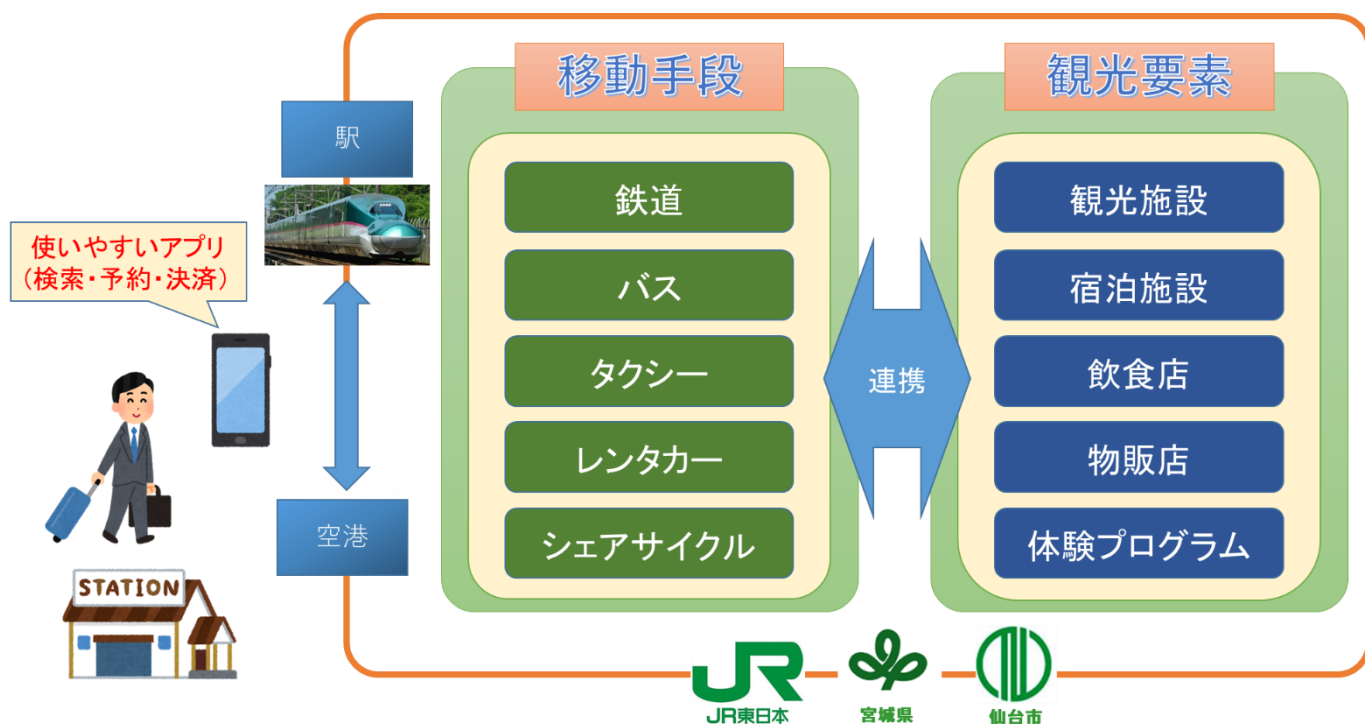 移動手段
観光要素
駅
鉄道
観光施設
使いやすいアプリ
（検索・予約・決済）
バス
宿泊施設
タクシー
連携
飲食店
レンタカー
物販店
空港
シェアサイクル
体験プログラム
STATION
JR
JR東日本
宮城県
仙台市